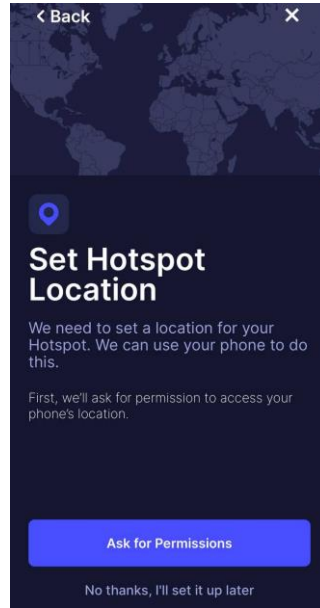 < Back
×
Set Hotspot
Location
We need to set a location for your
Hotspot. We can use your phone to do
this.
First, we'll ask for permission to access your
phone's location.
Ask for Permissions
No thanks, I'll set it up later